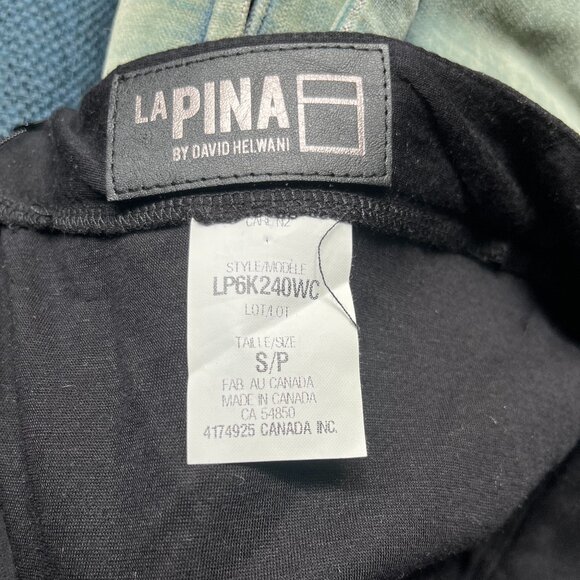 LA PINA
BY DAVID HELWANI
STYLE/MODÈLE
LP6K240WC
LOT/LOT
TAILLE/SIZE
S/P
FAB. AU CANADA
MADE IN CANADA
CA 54850
4174925 CANADA INC.